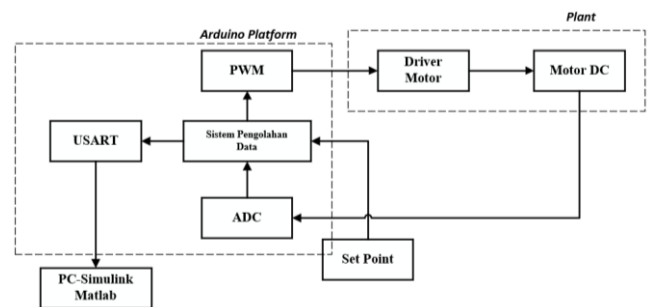 Plant
Arduino Platform
PWM
Driver
Motor
Motor DC
USART
Sistem Pengolahan
Data
ADC
Set Point
PC-Simulink
Matlab